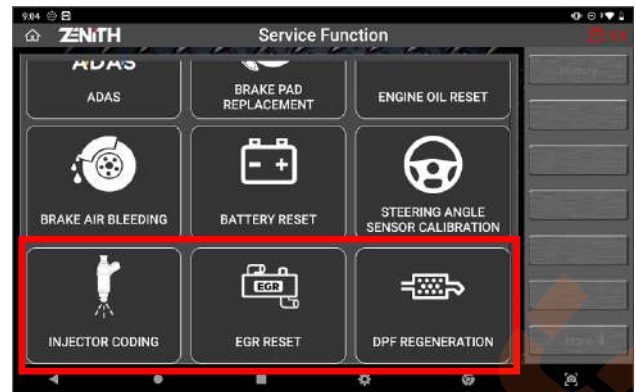 9:04
ZENITH
Service Function
ADAS
ADAS
BRAKE PAD
REPLACEMENT
ENGINE OIL RESET
BRAKE AIR BLEEDING
BATTERY RESET
STEERING ANGLE
SENSOR CALIBRATION
INJECTOR CODING
EGR
EGR RESET
DPF REGENERATION